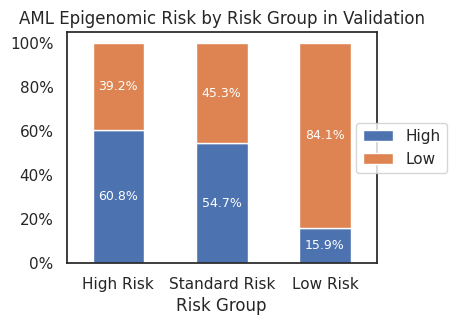 AML Epigenomic Risk by Risk Group in Validation
100%
80%
60%
40%
20%
0%
39.2%
45.3%
84.1%
60.8%
54.7%
15.9%
High
Low
High Risk
Standard Risk
Low Risk
Risk Group